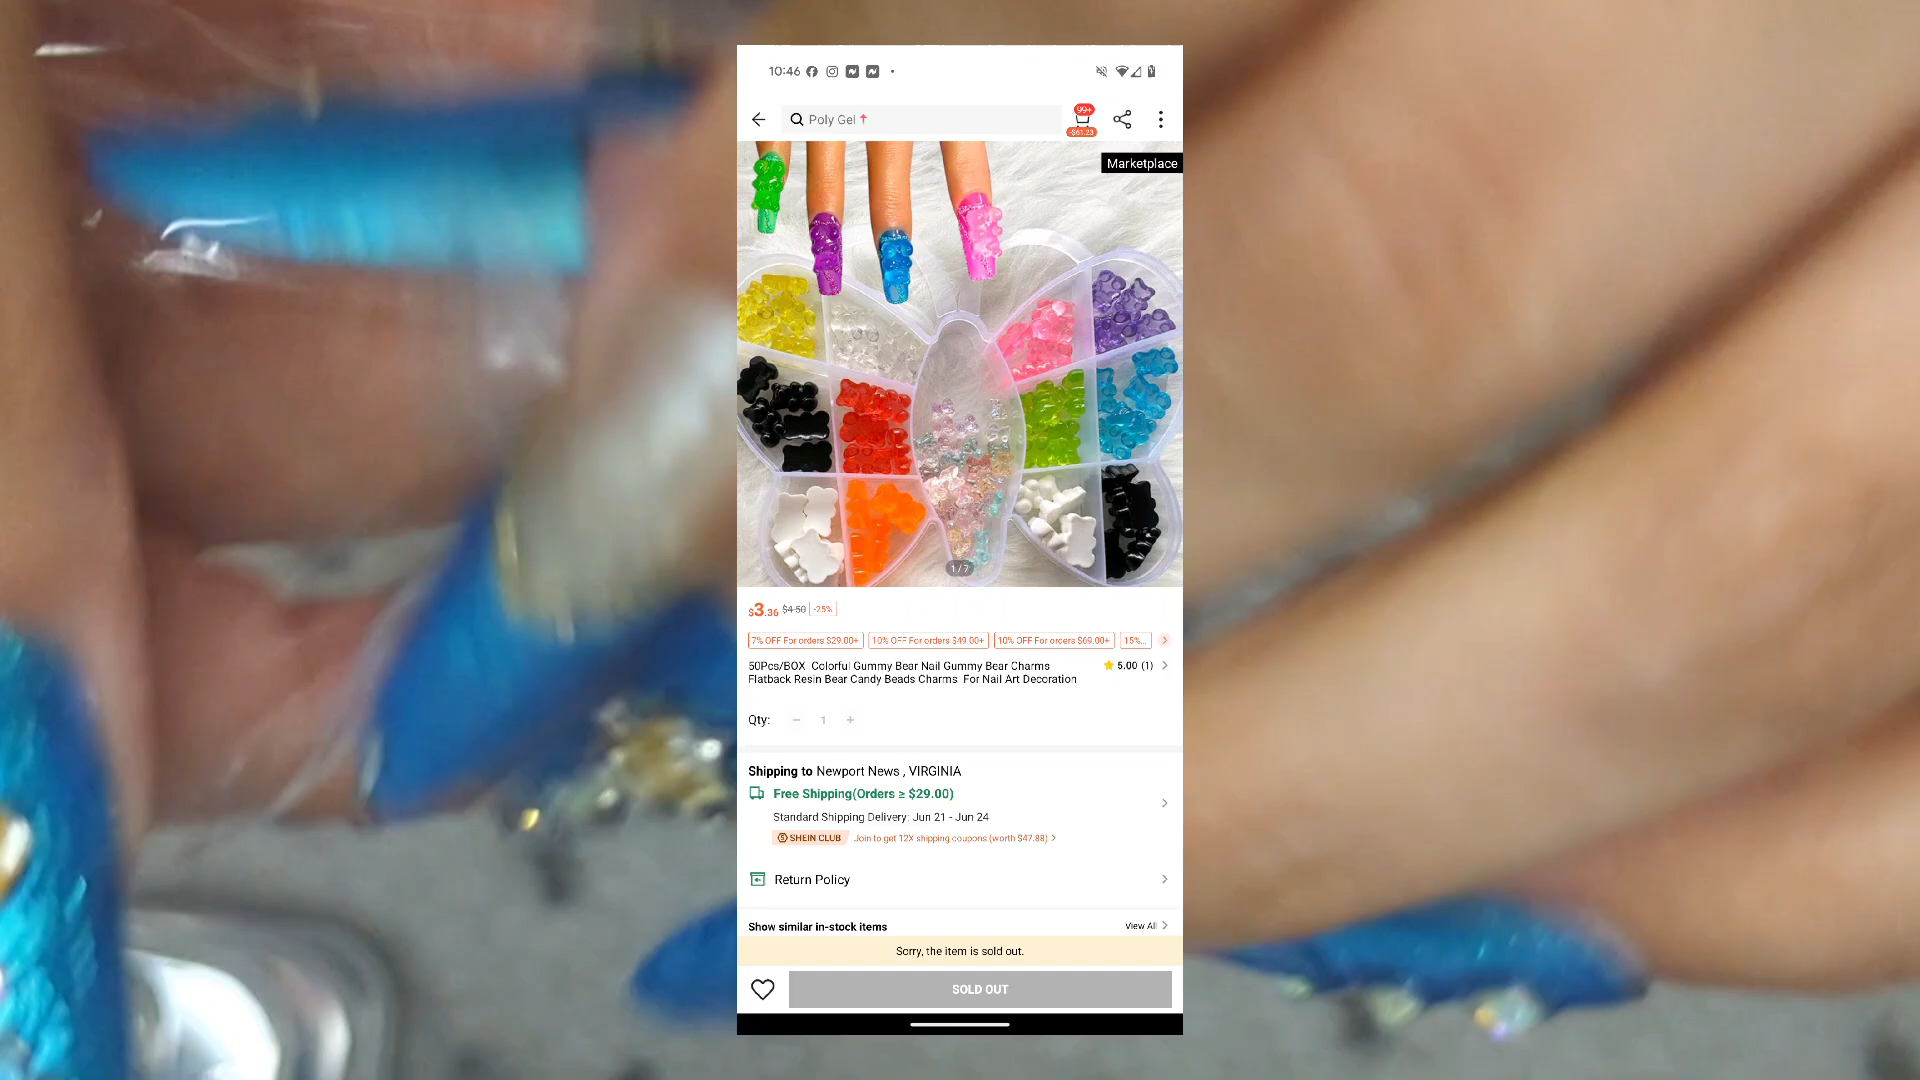 10:46
Poly Gel
99+
-$61.23
Marketplace
1 / 7
$3.36 $4.50 -25%
7% OFF For orders $29.00+ 10% OFF For orders $49.00+ 10% OFF For orders $69.00+ 15%...
50Pcs/BOX Colorful Gummy Bear Nail Gummy Bear Charms 5.00 (1)
Flatback Resin Bear Candy Beads Charms For Nail Art Decoration
Qty: − 1 +
Shipping to Newport News , VIRGINIA
Free Shipping(Orders ≥ $29.00)
Standard Shipping Delivery: Jun 21 - Jun 24
SHEIN CLUB Join to get 12X shipping coupons (worth $47.88) >
Return Policy
Show similar in-stock items View All
Sorry, the item is sold out.
SOLD OUT